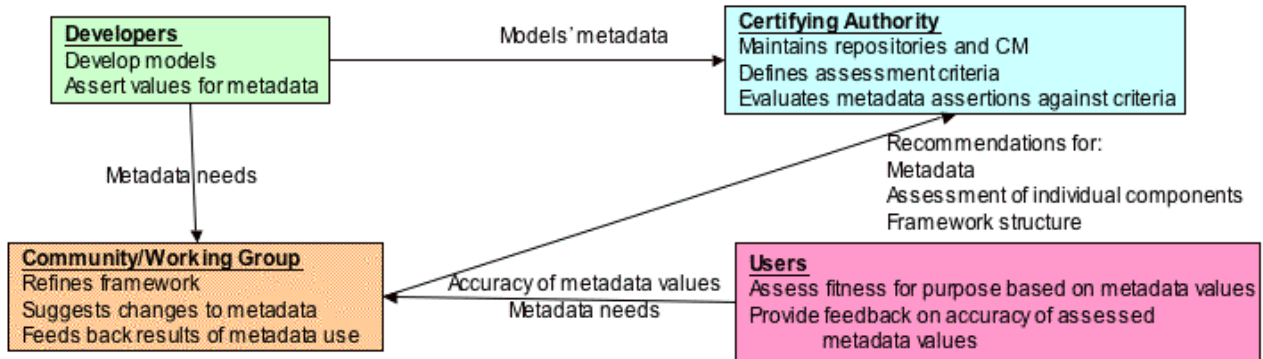 Developers
Develop models
Assert values for metadata
Models' metadata
Certifying Authority
Maintains repositories and CM
Defines assessment criteria
Evaluates metadata assertions against criteria
Metadata needs
Recommendations for:
Metadata
Assessment of individual components
Framework structure
Community/Working Group
Refines framework
Suggests changes to metadata
Feeds back results of metadata use
Accuracy of metadata values
Metadata needs
Users
Assess fitness for purpose based on metadata values
Provide feedback on accuracy of assessed
metadata values